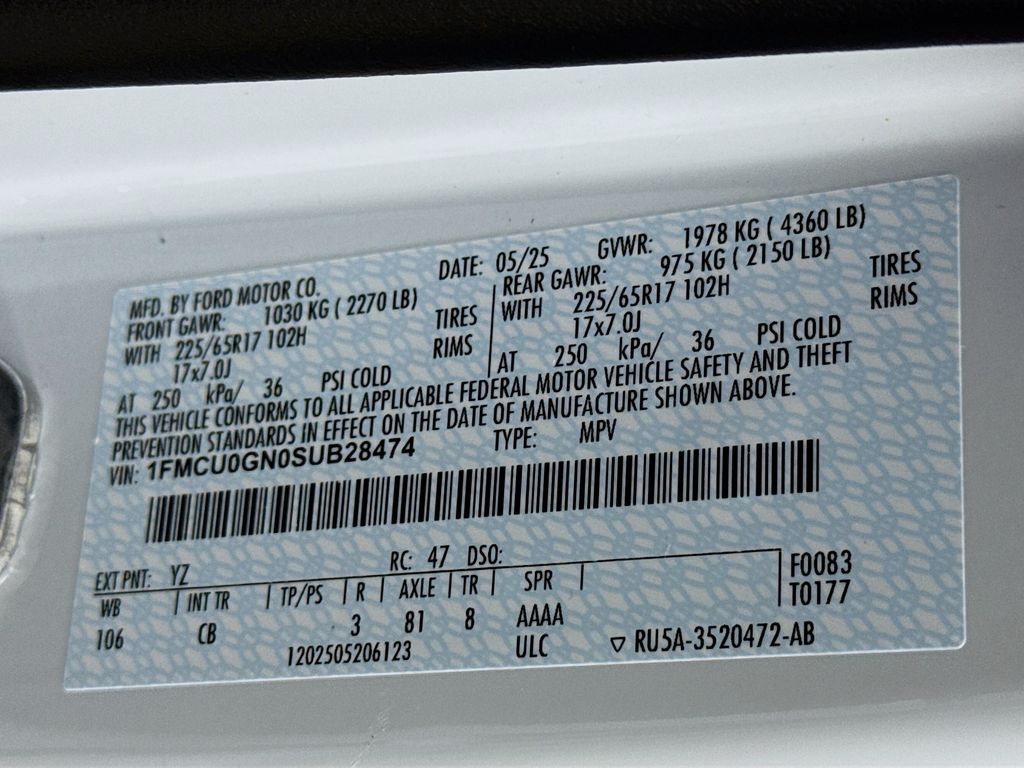 MFD. BY FORD MOTOR CO. DATE: 05/25 GVWR: 1978 KG ( 4360 LB)
FRONT GAWR: 1030 KG ( 2270 LB) REAR GAWR: 975 KG ( 2150 LB)
WITH 225/65R17 102H TIRES WITH 225/65R17 102H TIRES
17x7.0J RIMS 17x7.0J RIMS
AT 250 kPa/ 36 PSI COLD AT 250 kPa/ 36 PSI COLD
THIS VEHICLE CONFORMS TO ALL APPLICABLE FEDERAL MOTOR VEHICLE SAFETY AND THEFT
PREVENTION STANDARDS IN EFFECT ON THE DATE OF MANUFACTURE SHOWN ABOVE.
VIN: 1FMCU0GN0SUB28474 TYPE: MPV
EXT PNT: YZ RC: 47 DSO: F0083
WB INT TR TP/PS R AXLE TR SPR T0177
106 CB 3 81 8 AAAA
1202505206123 ULC ▽ RU5A-3520472-AB